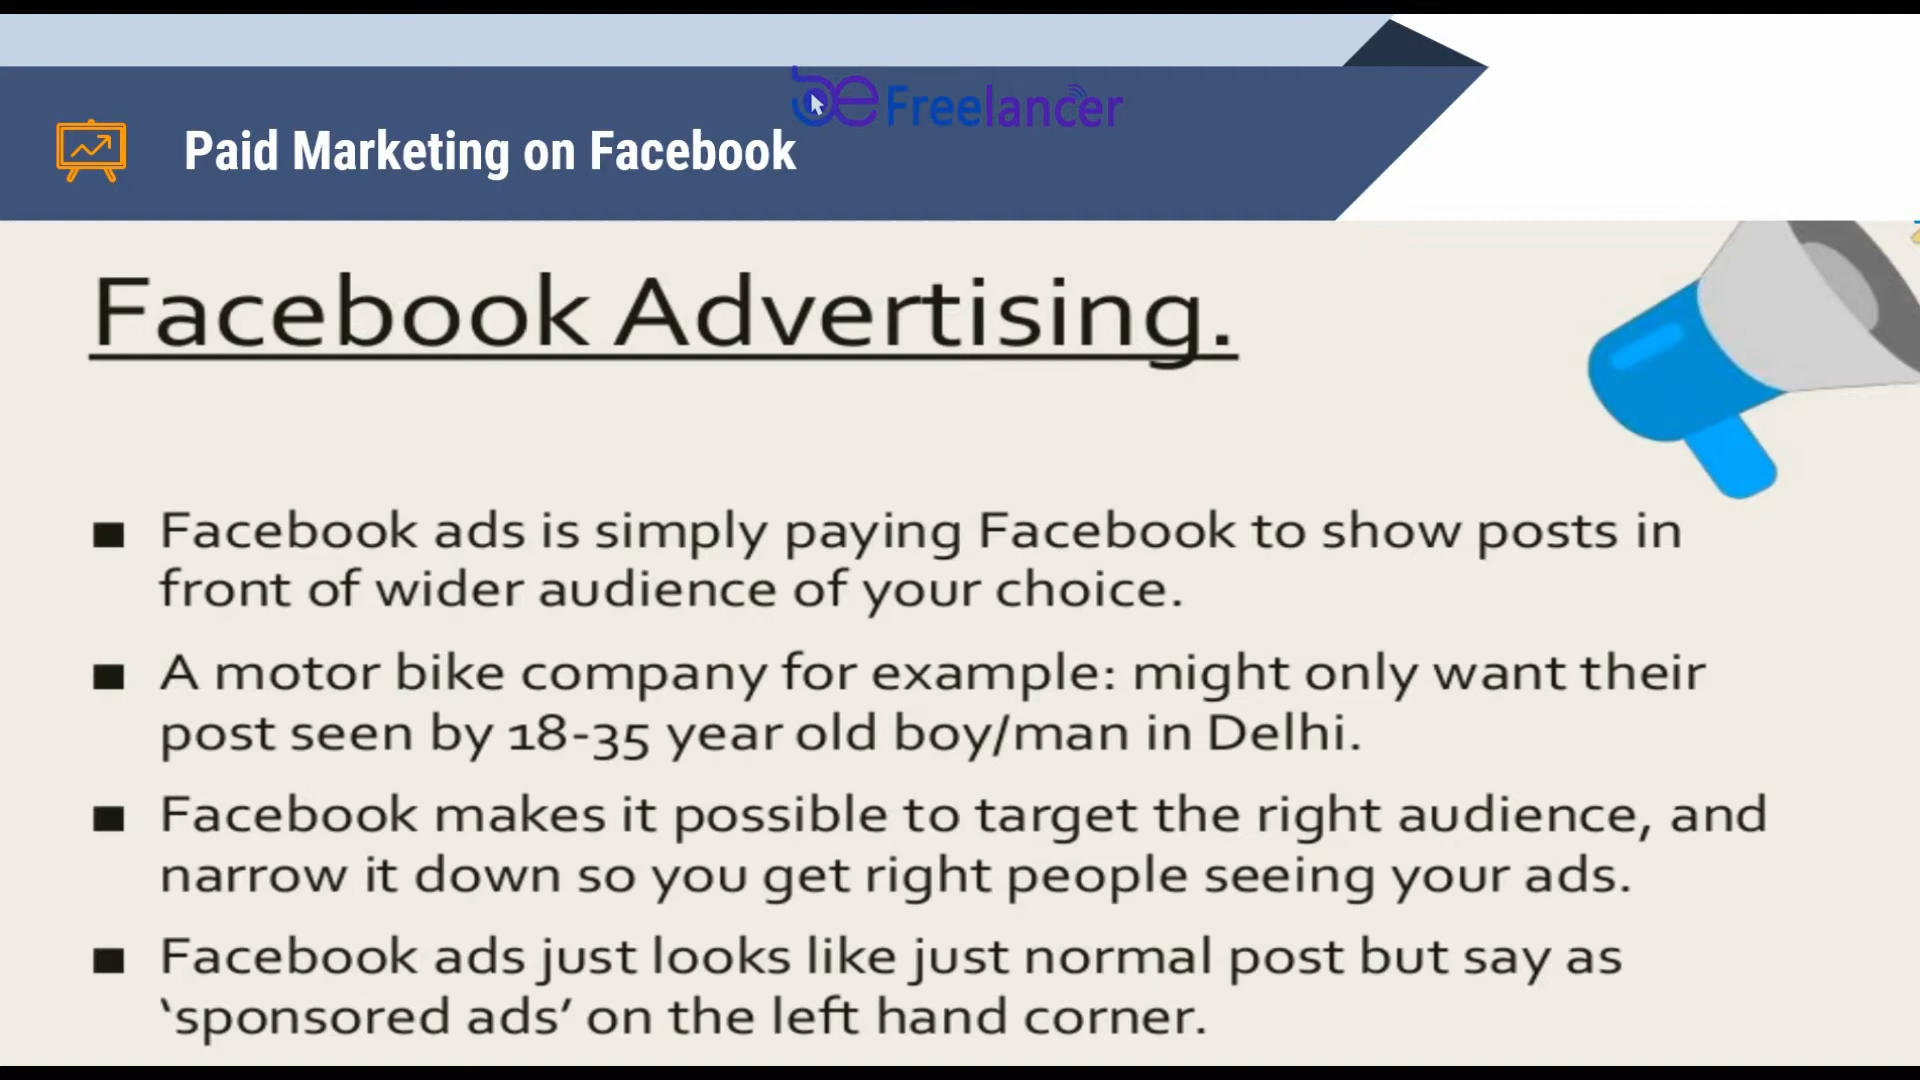 be Freelancer
Paid Marketing on Facebook
Facebook Advertising.
■ Facebook ads is simply paying Facebook to show posts in
front of wider audience of your choice.
■ A motor bike company for example: might only want their
post seen by 18-35 year old boy/man in Delhi.
■ Facebook makes it possible to target the right audience, and
narrow it down so you get right people seeing your ads.
■ Facebook ads just looks like just normal post but say as
‘sponsored ads’ on the left hand corner.